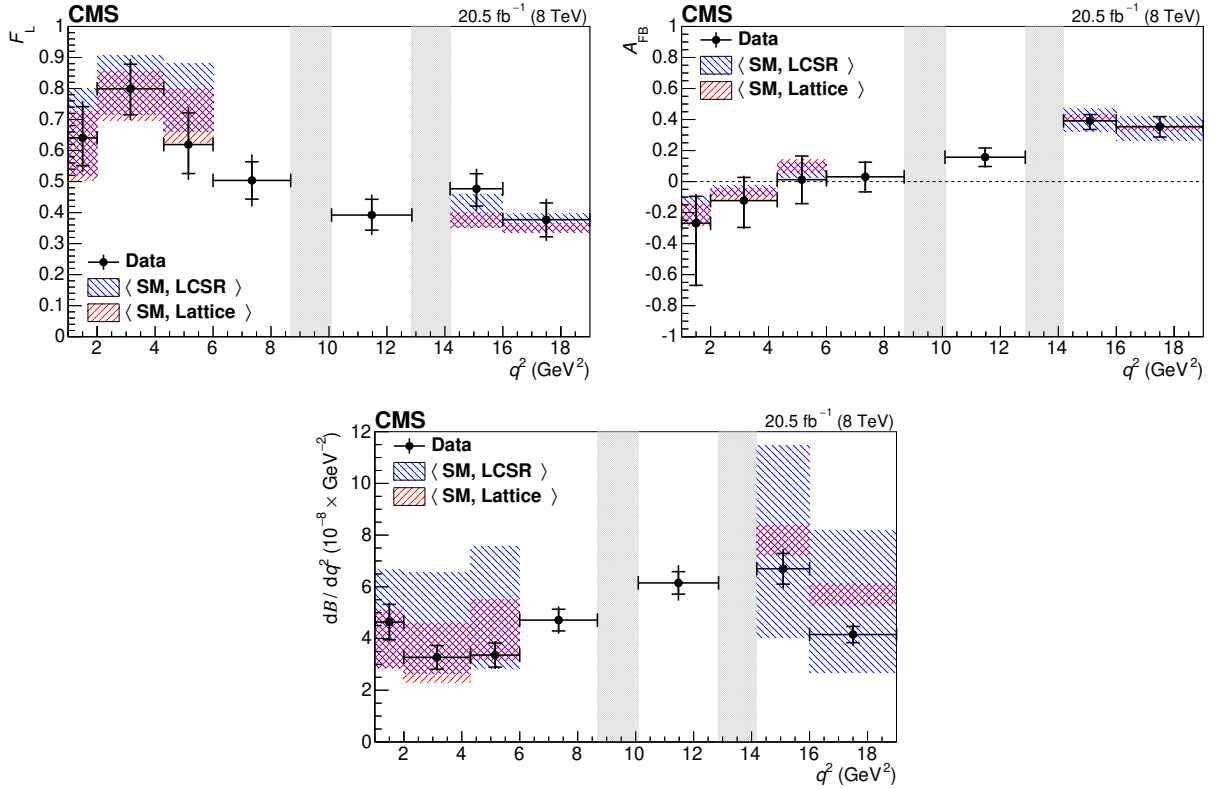 CMS 20.5 fb⁻¹ (8 TeV)
F_L
1
0.9
0.8
0.7
0.6
0.5
0.4
0.3
0.2
0.1
0
Data
⟨ SM, LCSR ⟩
⟨ SM, Lattice ⟩
2 4 6 8 10 12 14 16 18
q² (GeV²)
CMS 20.5 fb⁻¹ (8 TeV)
A_FB
1
0.8
0.6
0.4
0.2
0
-0.2
-0.4
-0.6
-0.8
-1
Data
⟨ SM, LCSR ⟩
⟨ SM, Lattice ⟩
2 4 6 8 10 12 14 16 18
q² (GeV²)
CMS 20.5 fb⁻¹ (8 TeV)
dB / dq² (10⁻⁸ × GeV⁻²)
12
10
8
6
4
2
0
Data
⟨ SM, LCSR ⟩
⟨ SM, Lattice ⟩
2 4 6 8 10 12 14 16 18
q² (GeV²)